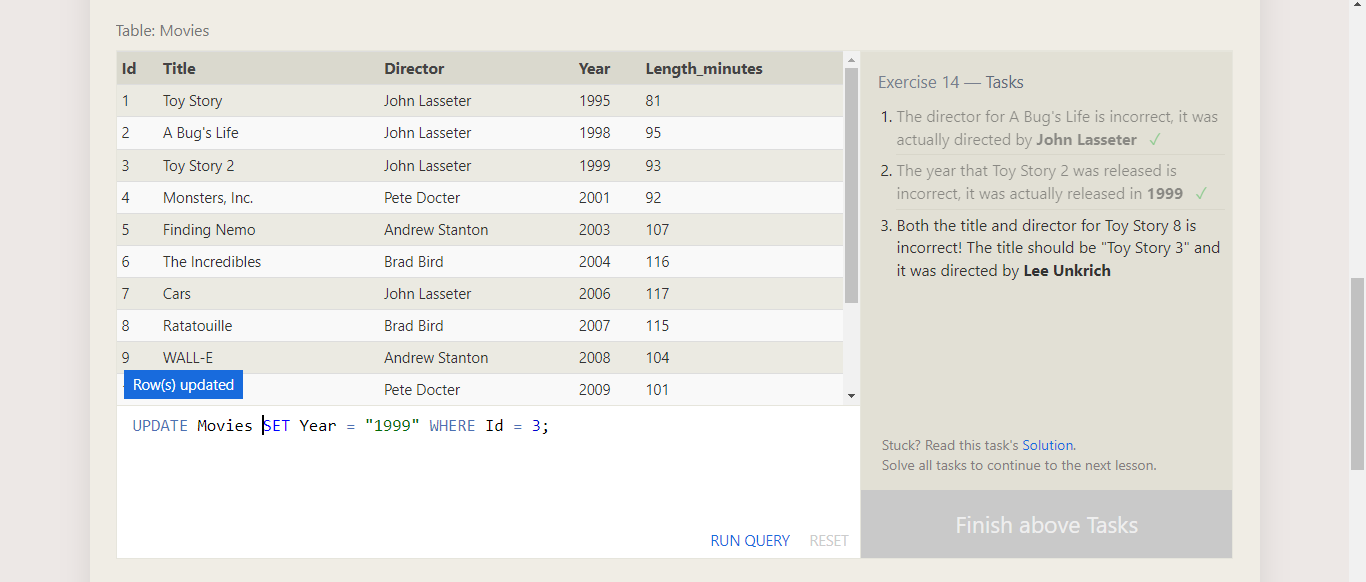 Table: Movies
Id Title Director Year Length_minutes
1 Toy Story John Lasseter 1995 81
2 A Bug's Life John Lasseter 1998 95
3 Toy Story 2 John Lasseter 1999 93
4 Monsters, Inc. Pete Docter 2001 92
5 Finding Nemo Andrew Stanton 2003 107
6 The Incredibles Brad Bird 2004 116
7 Cars John Lasseter 2006 117
8 Ratatouille Brad Bird 2007 115
9 WALL-E Andrew Stanton 2008 104
Pete Docter 2009 101
Row(s) updated
UPDATE Movies SET Year = "1999" WHERE Id = 3;
RUN QUERY RESET
Exercise 14 — Tasks
1. The director for A Bug's Life is incorrect, it was
actually directed by John Lasseter ✓
2. The year that Toy Story 2 was released is
incorrect, it was actually released in 1999 ✓
3. Both the title and director for Toy Story 8 is
incorrect! The title should be "Toy Story 3" and
it was directed by Lee Unkrich
Stuck? Read this task's Solution.
Solve all tasks to continue to the next lesson.
Finish above Tasks